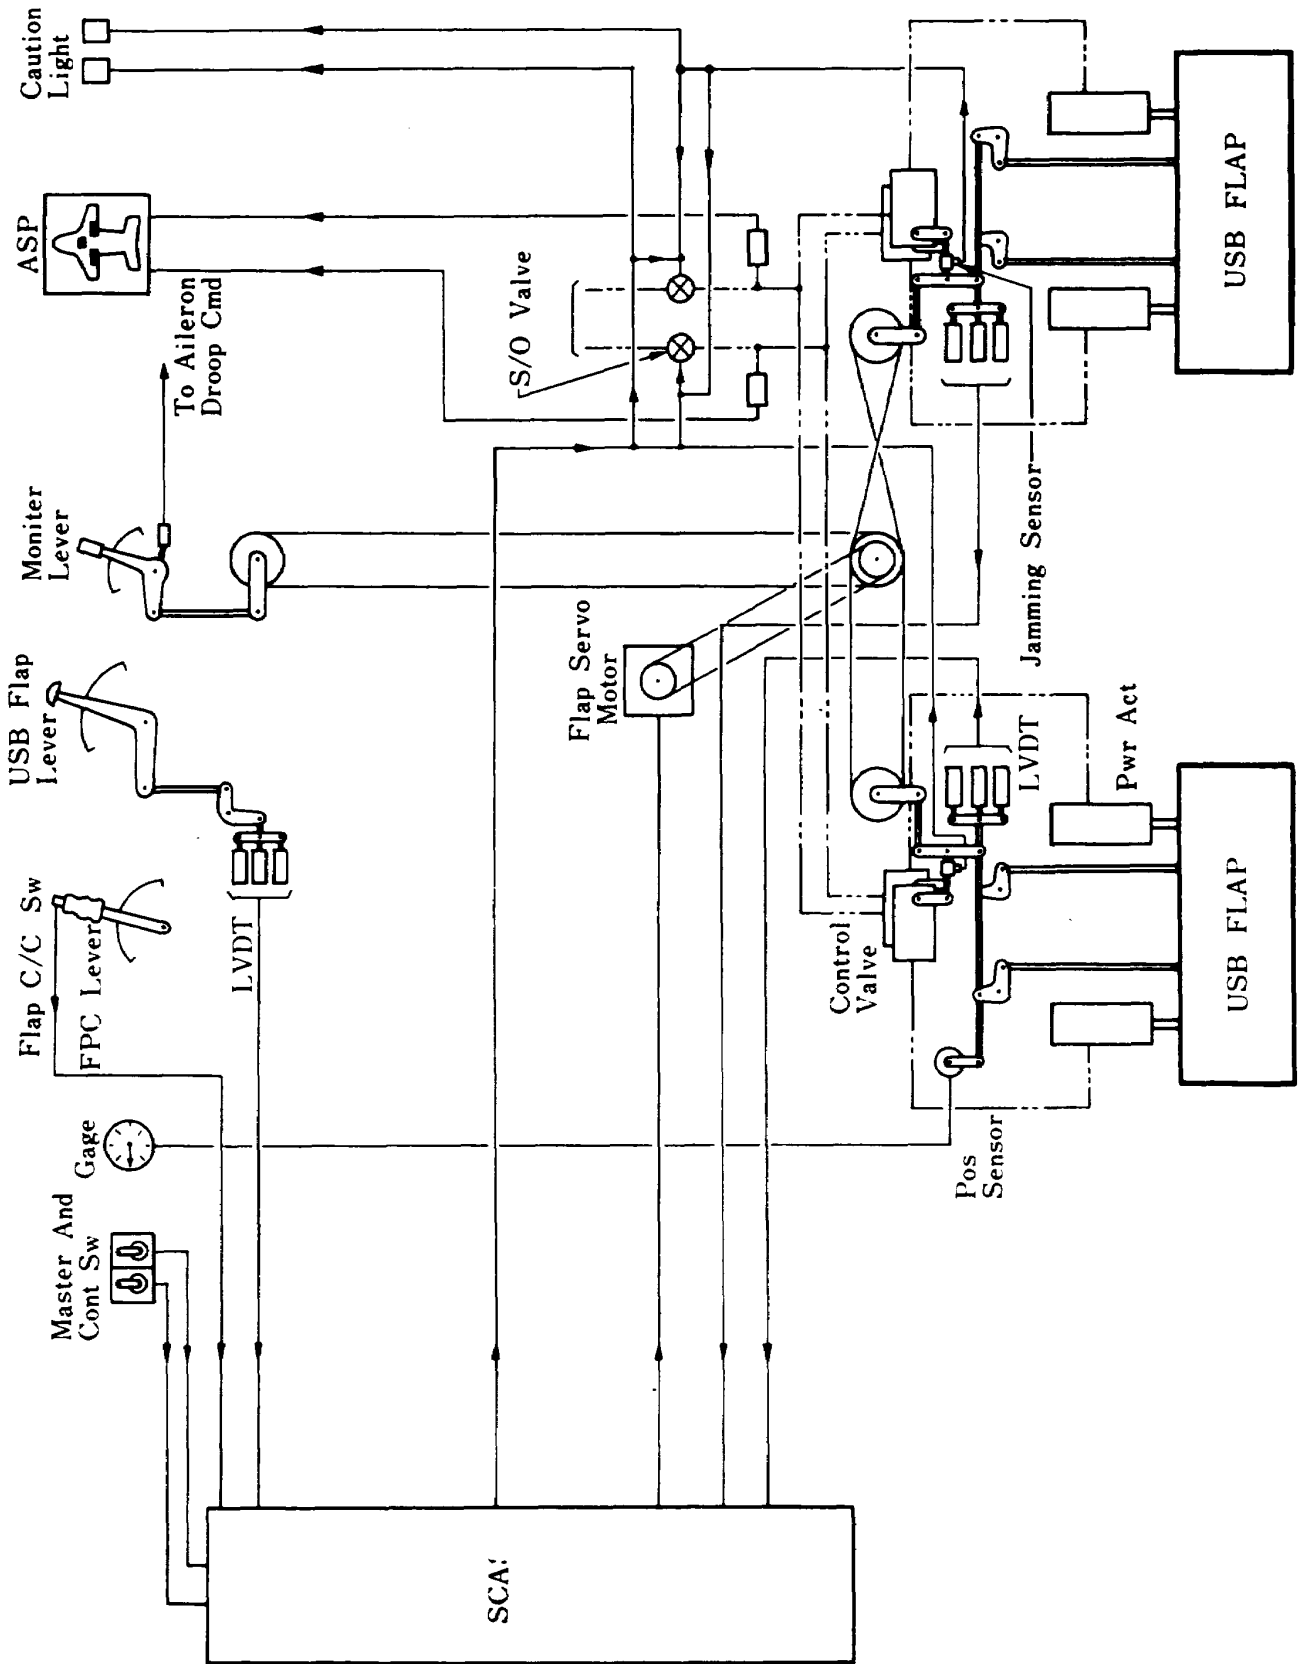 Master And
Cont Sw
Gage
Flap C/C Sw
FPC Lever
USB Flap
Lever
Moniter
Lever
ASP
Caution
Light
To Aileron
Droop Cmd
LVDT
S/O Valve
SCA
Flap Servo
Motor
Control
Valve
Pos
Sensor
LVDT
Jamming Sensor
Pwr Act
USB FLAP
USB FLAP